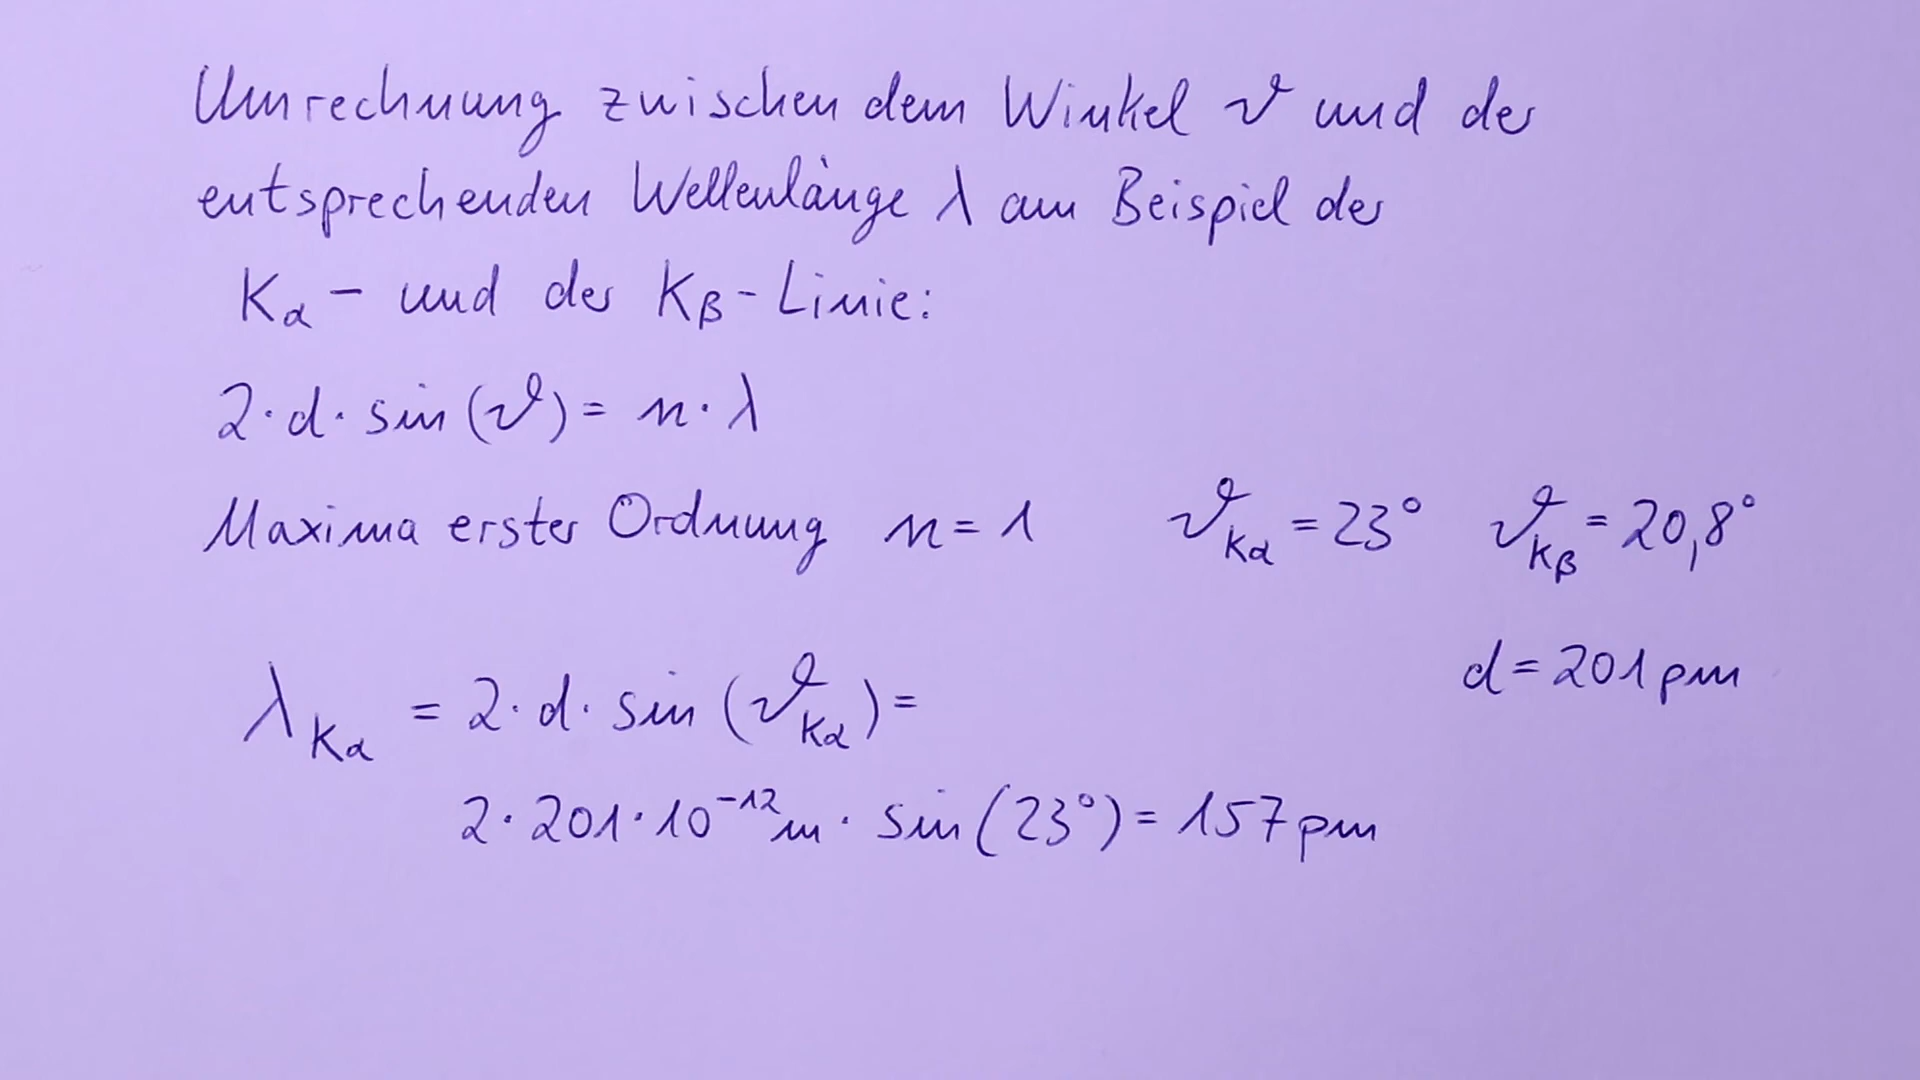 Umrechnung zwischen dem Winkel ϑ und der
entsprechenden Wellenlänge λ am Beispiel der
Kα – und der Kβ - Linie:
2·d·sin(ϑ) = n·λ
Maxima erster Ordnung n = 1 ϑKα = 23° ϑKβ = 20,8°
d = 201 pm
λKα = 2·d·sin(ϑKα) =
2·201·10⁻¹²m·sin(23°) = 157 pm